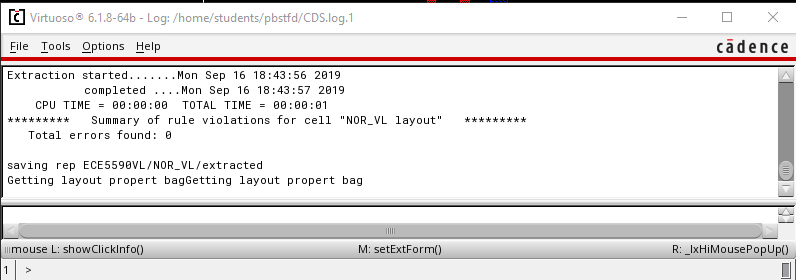 Virtuoso® 6.1.8-64b - Log: /home/students/pbstfd/CDS.log.1
File Tools Options Help
cādence
Extraction started.......Mon Sep 16 18:43:56 2019
completed ....Mon Sep 16 18:43:57 2019
CPU TIME = 00:00:00  TOTAL TIME = 00:00:01
*********   Summary of rule violations for cell "NOR_VL layout"   *********
Total errors found: 0
saving rep ECE5590VL/NOR_VL/extracted
Getting layout propert bagGetting layout propert bag
mouse L: showClickInfo() M: setExtForm() R: _lxHiMousePopUp()
1 >